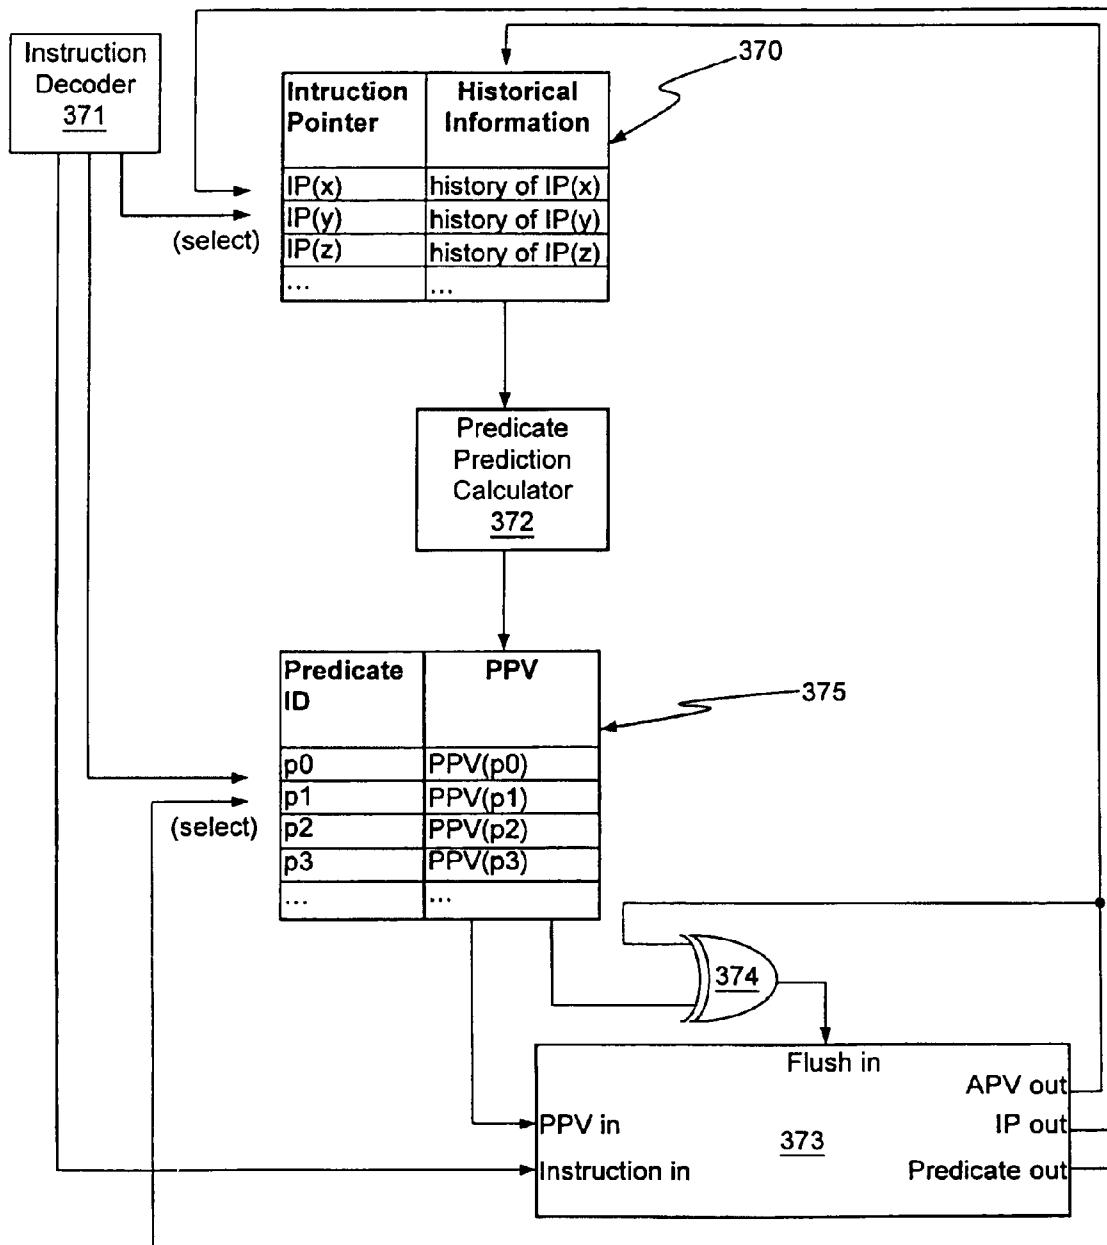 Instruction
Decoder
371
370
Intruction
Pointer
Historical
Information
IP(x)
history of IP(x)
IP(y)
history of IP(y)
IP(z)
history of IP(z)
...
...
(select)
Predicate
Prediction
Calculator
372
375
Predicate
ID
PPV
p0
PPV(p0)
p1
PPV(p1)
p2
PPV(p2)
p3
PPV(p3)
...
...
(select)
374
Flush in
APV out
PPV in
IP out
373
Instruction in
Predicate out